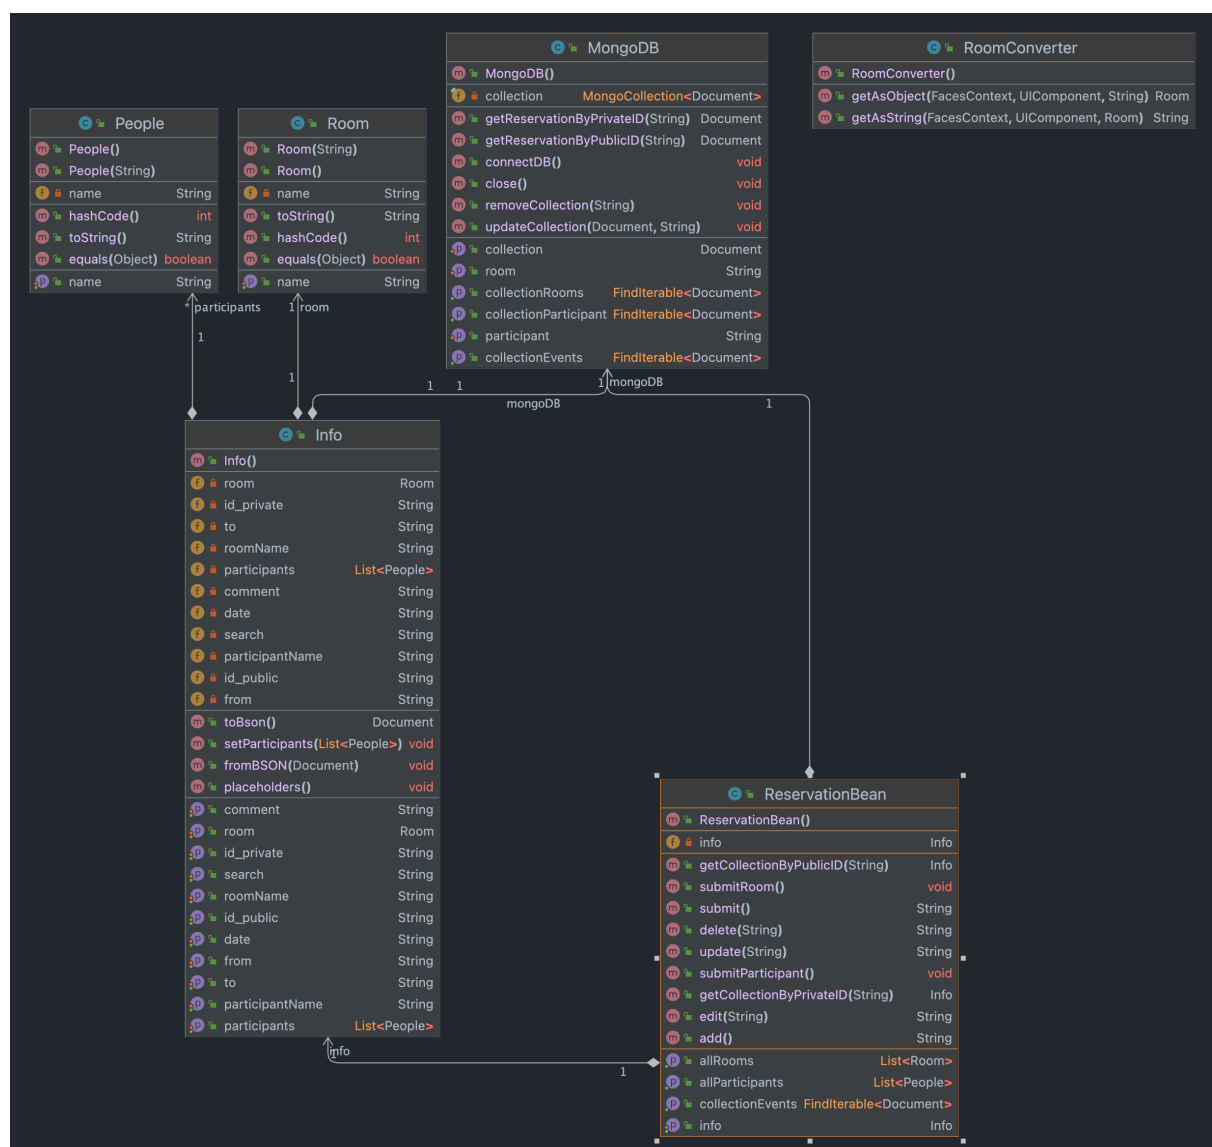 MongoDB
MongoDB()
collection MongoCollection<Document>
getReservationByPrivateID(String) Document
getReservationByPublicID(String) Document
connectDB() void
close() void
removeCollection(String) void
updateCollection(Document, String) void
collection Document
room String
collectionRooms FindIterable<Document>
collectionParticipant FindIterable<Document>
participant String
collectionEvents FindIterable<Document>
RoomConverter
RoomConverter()
getAsObject(FacesContext, UIComponent, String) Room
getAsString(FacesContext, UIComponent, Room) String
People
People()
People(String)
name String
hashCode() int
toString() String
equals(Object) boolean
name String
Room
Room(String)
Room()
name String
toString() String
hashCode() int
equals(Object) boolean
name String
* participants
1
1 room
1
1 1
mongoDB
1 mongoDB
1
Info
Info()
room Room
id_private String
to String
roomName String
participants List<People>
comment String
date String
search String
participantName String
id_public String
from String
toBson() Document
setParticipants(List<People>) void
fromBSON(Document) void
placeholders() void
comment String
room Room
id_private String
search String
roomName String
id_public String
date String
from String
to String
participantName String
participants List<People>
1
info
1
ReservationBean
ReservationBean()
info Info
getCollectionByPublicID(String) Info
submitRoom() void
submit() String
delete(String) String
update(String) String
submitParticipant() void
getCollectionByPrivateID(String) Info
edit(String) String
add() String
allRooms List<Room>
allParticipants List<People>
collectionEvents FindIterable<Document>
info Info